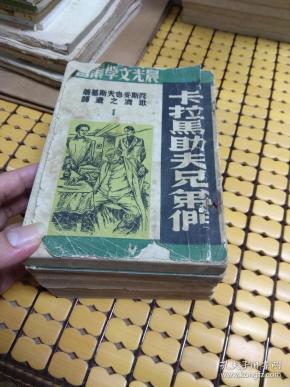 晨光文學叢書
陀斯妥也夫斯基著
耿濟之遺譯
I
卡拉馬助夫兄弟們